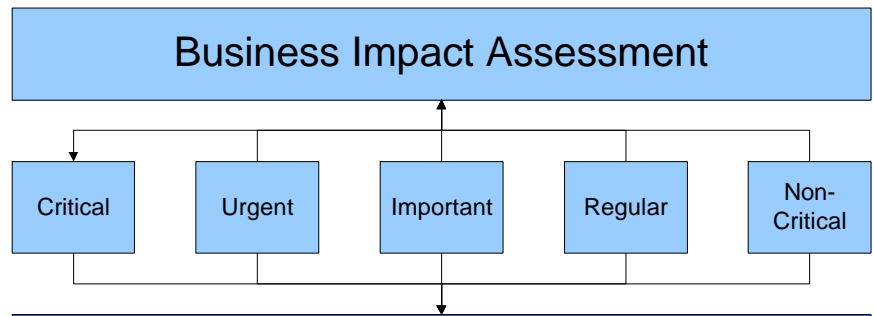 Business Impact Assessment
Critical
Urgent
Important
Regular
Non-
Critical